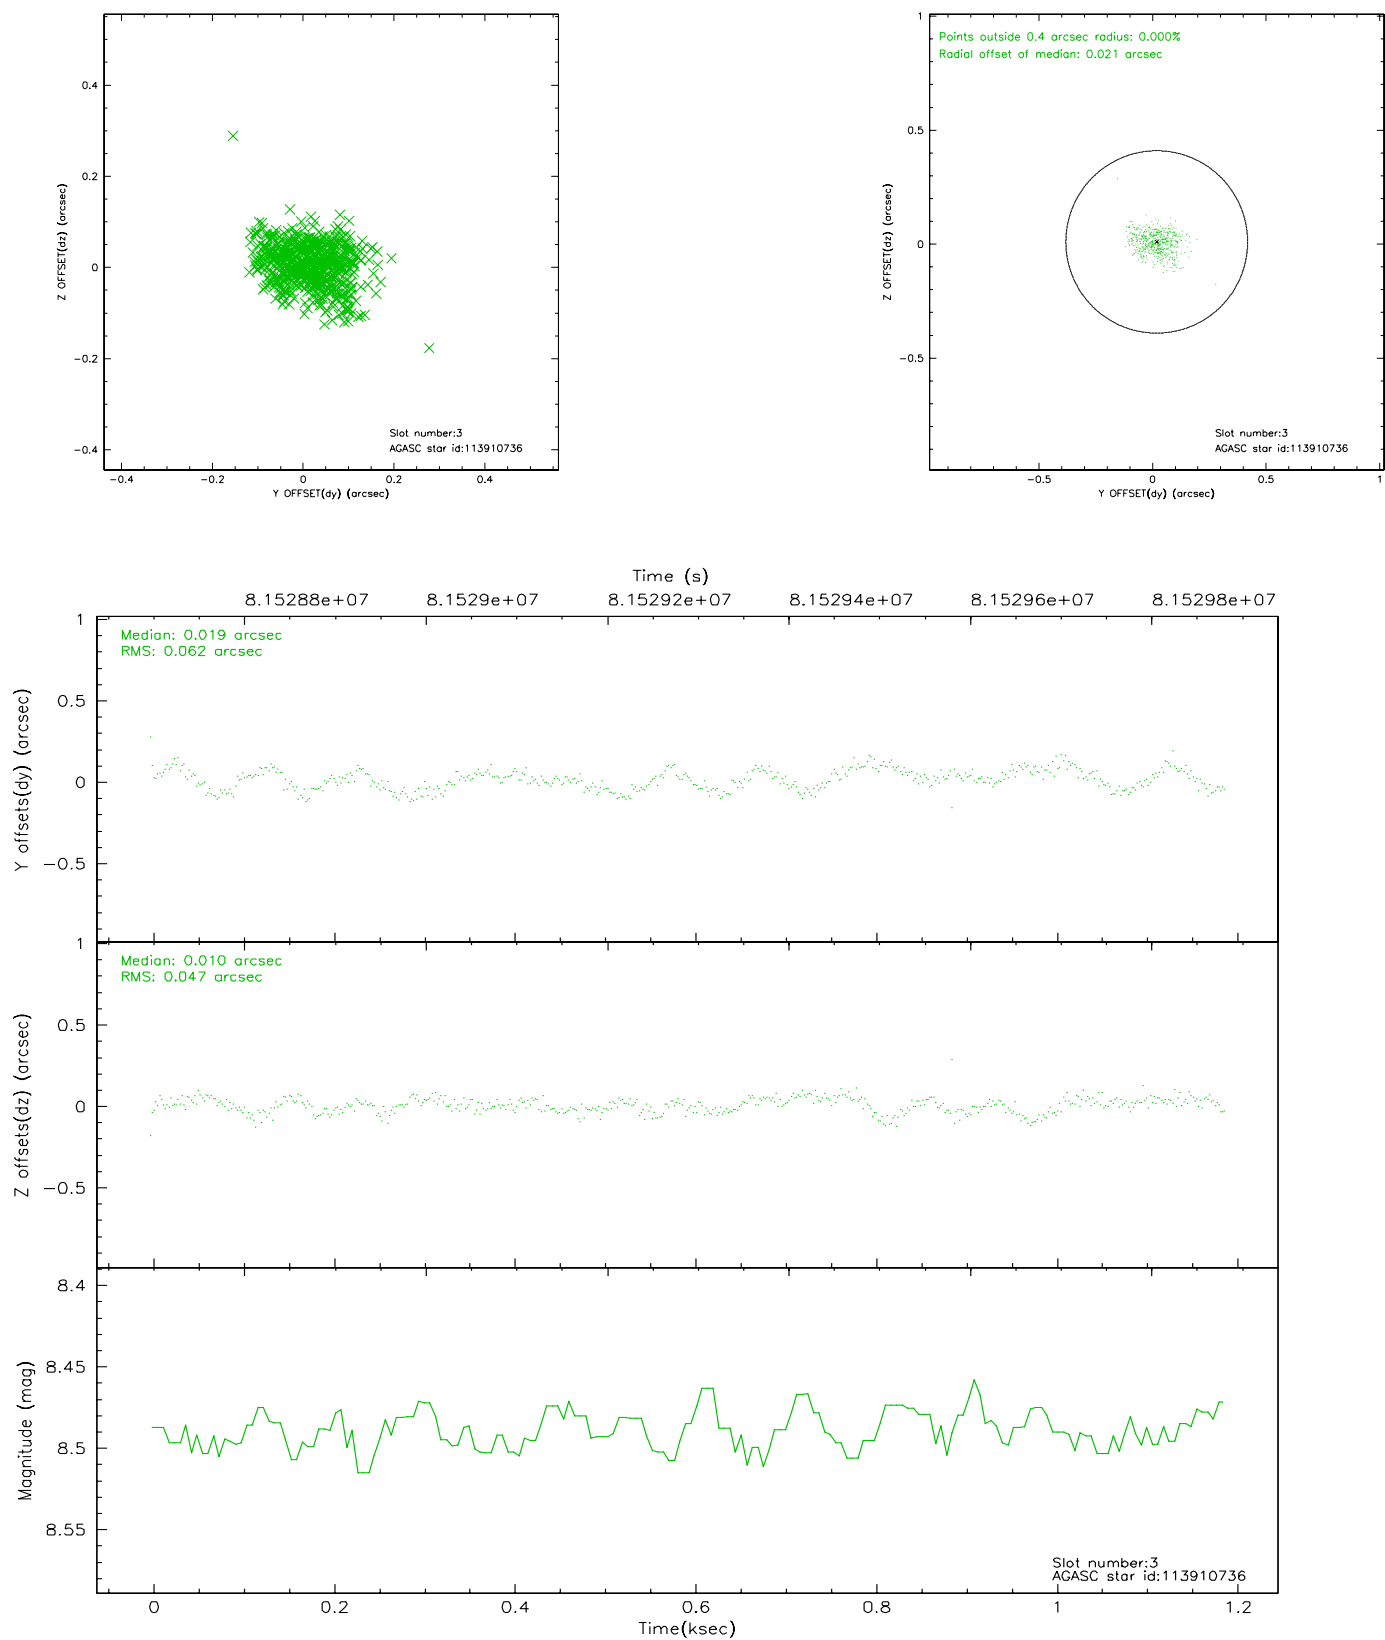 0.4
0.2
0
−0.2
−0.4
Z OFFSET(dz) (arcsec)
Slot number:3
AGASC star id:113910736
−0.4 −0.2 0 0.2 0.4
Y OFFSET(dy) (arcsec)
1
0.5
0
−0.5
Z OFFSET(dz) (arcsec)
Points outside 0.4 arcsec radius: 0.000%
Radial offset of median: 0.021 arcsec
Slot number:3
AGASC star id:113910736
−0.5 0 0.5 1
Y OFFSET(dy) (arcsec)
Time (s)
8.15288e+07 8.1529e+07 8.15292e+07 8.15294e+07 8.15296e+07 8.15298e+07
1
0.5
0
−0.5
Y offsets(dy) (arcsec)
Median: 0.019 arcsec
RMS: 0.062 arcsec
1
0.5
0
−0.5
Z offsets(dz) (arcsec)
Median: 0.010 arcsec
RMS: 0.047 arcsec
8.4
8.45
8.5
8.55
Magnitude (mag)
Slot number:3
AGASC star id:113910736
0 0.2 0.4 0.6 0.8 1 1.2
Time(ksec)